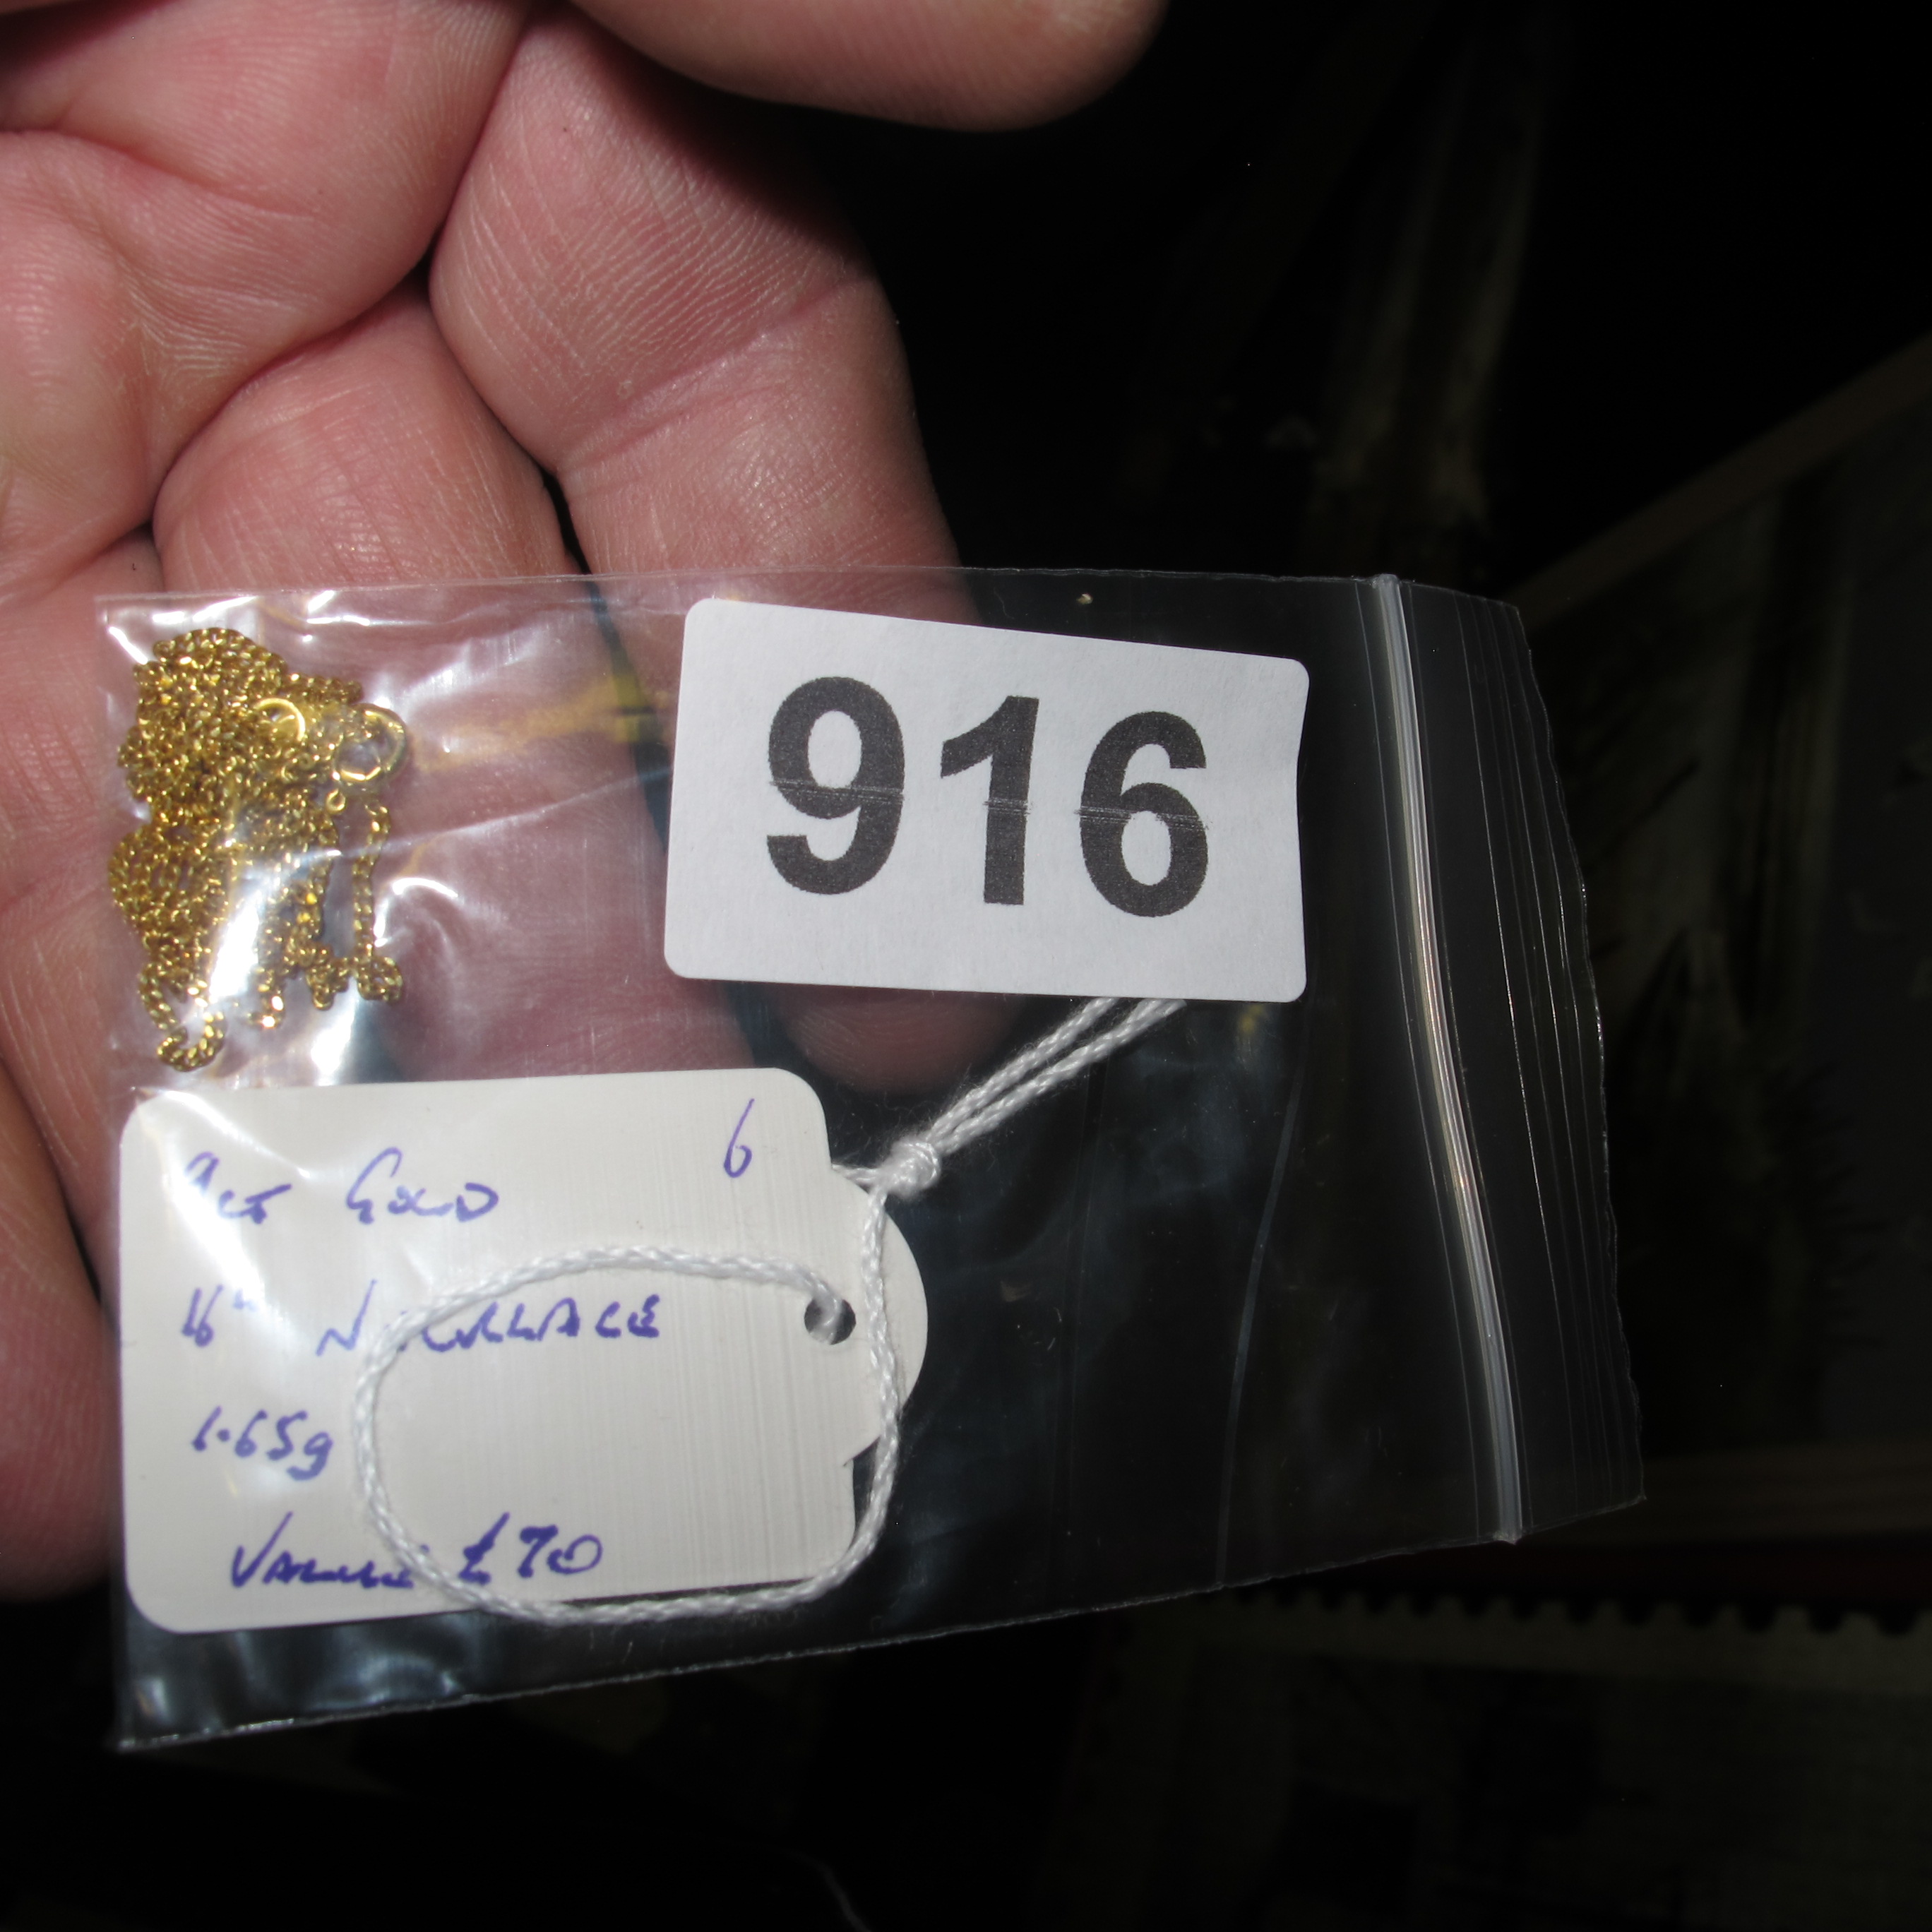 916
9ct GOLD 6
16" NECKLACE
1.65g
VALUE £70